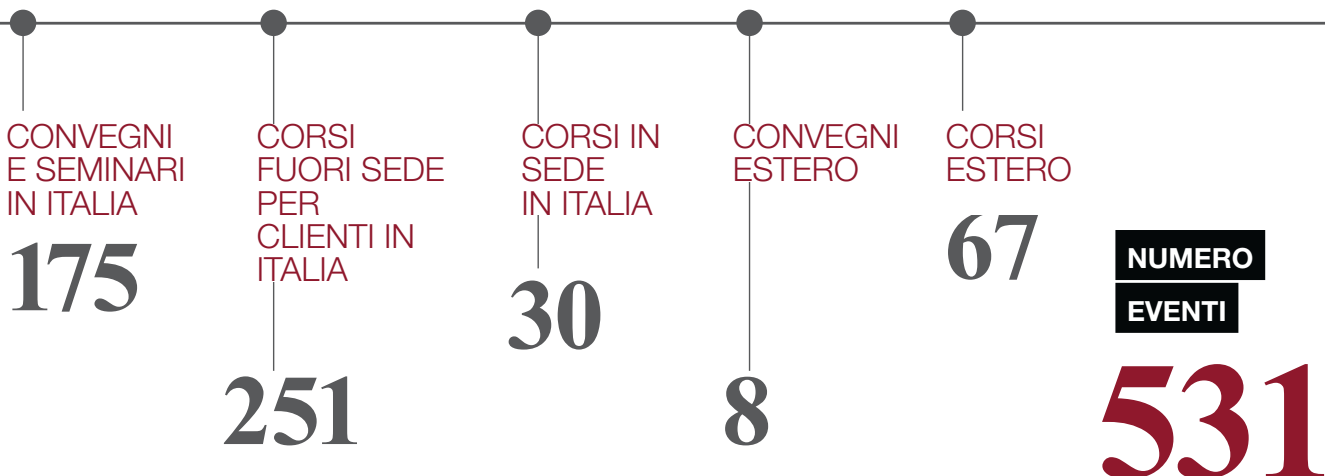 CONVEGNI
E SEMINARI
IN ITALIA
175
CORSI
FUORI SEDE
PER
CLIENTI IN
ITALIA
251
CORSI IN
SEDE
IN ITALIA
30
CONVEGNI
ESTERO
8
CORSI
ESTERO
67
NUMERO
EVENTI
531